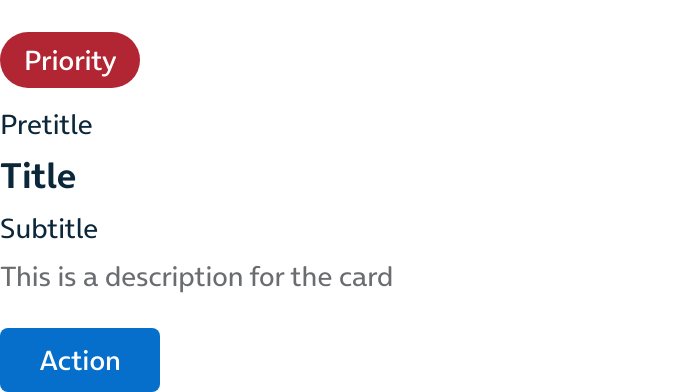 Priority
Pretitle
Title
Subtitle
This is a description for the card
Action